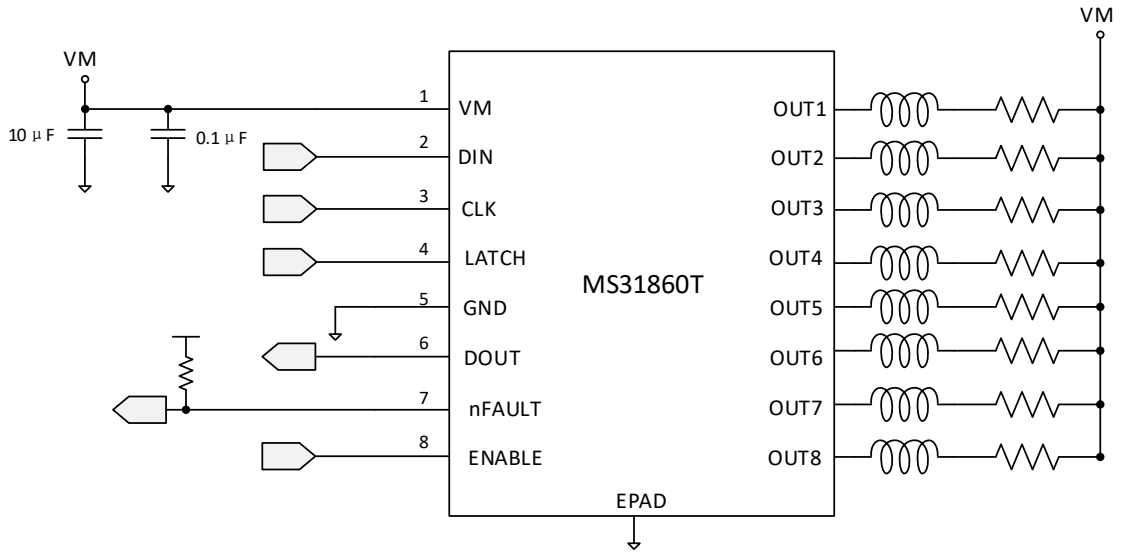 VM
VM
10 μF
0.1 μF
1
VM
2
DIN
3
CLK
4
LATCH
5
GND
6
DOUT
7
nFAULT
8
ENABLE
MS31860T
OUT1
OUT2
OUT3
OUT4
OUT5
OUT6
OUT7
OUT8
EPAD